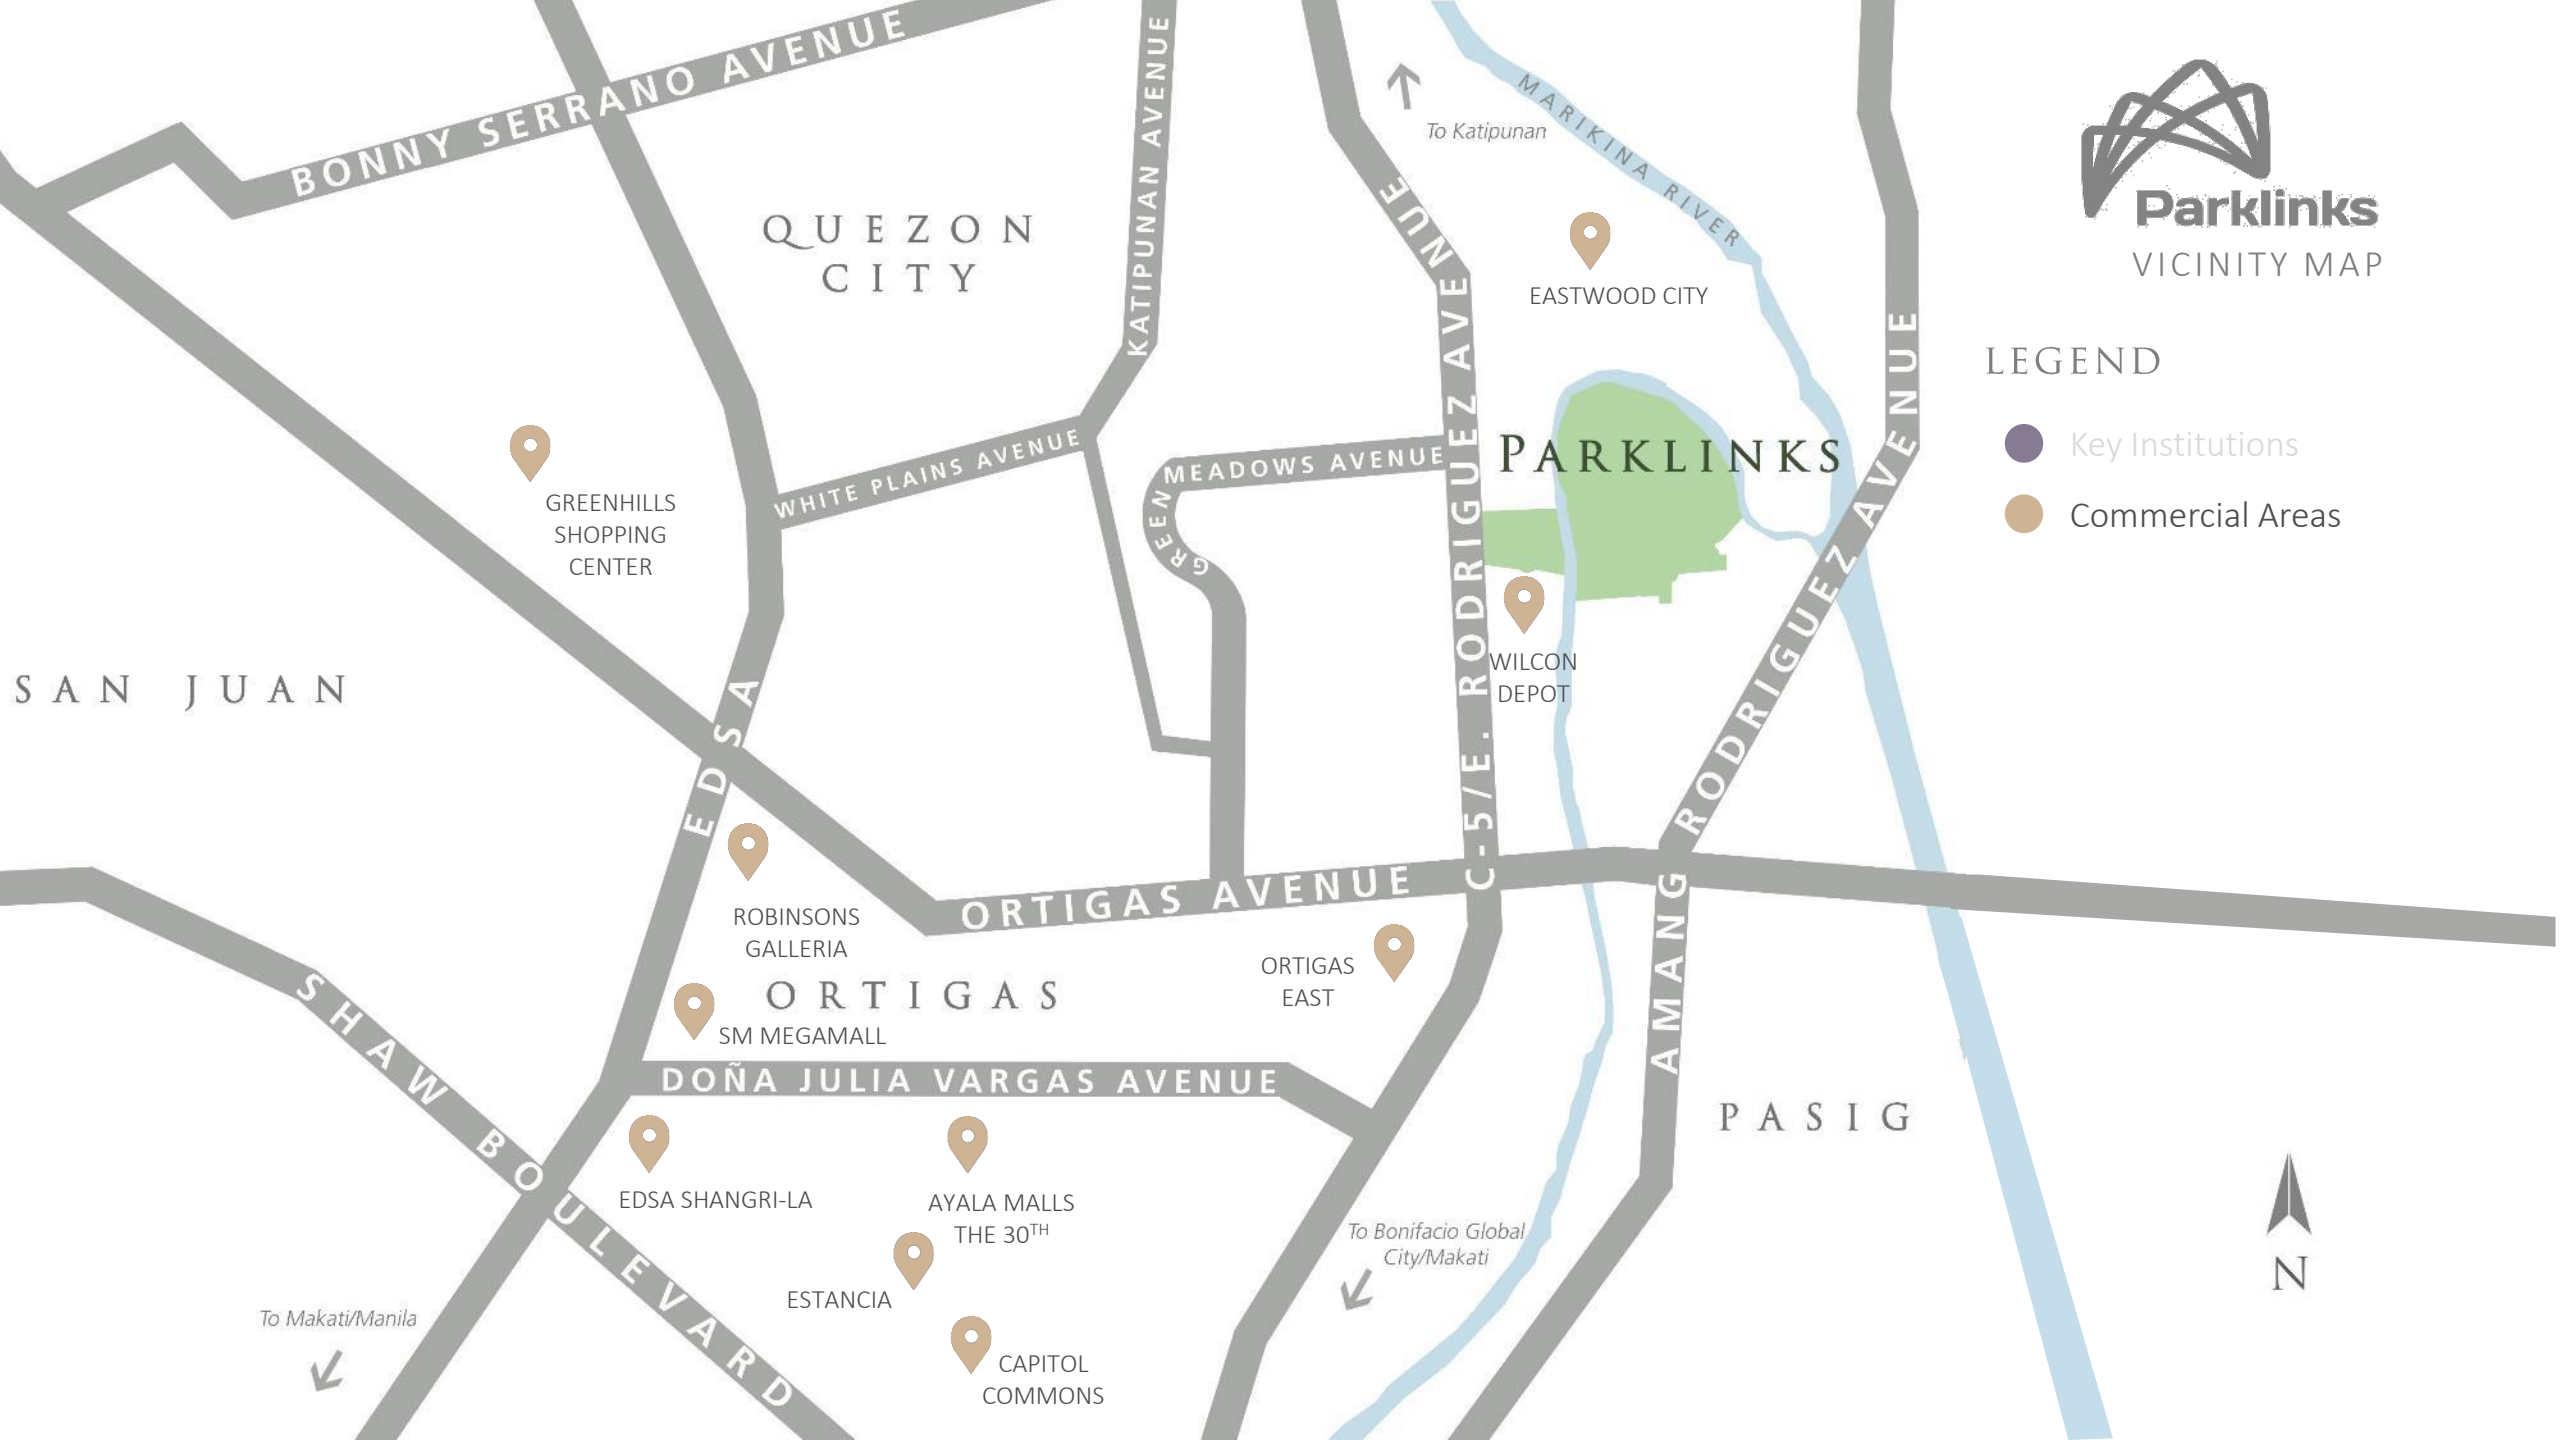 BONNY SERRANO AVENUE
KATIPUNAN AVENUE
To Katipunan
MARIKINA RIVER
Parklinks
VICINITY MAP
QUEZON
CITY
EASTWOOD CITY
LEGEND
Key Institutions
Commercial Areas
WHITE PLAINS AVENUE
GREEN MEADOWS AVENUE
PARKLINKS
GREENHILLS
SHOPPING
CENTER
C-5/E. RODRIGUEZ AVENUE
AMANG RODRIGUEZ AVENUE
WILCON
DEPOT
SAN JUAN
EDSA
ORTIGAS AVENUE
ROBINSONS
GALLERIA
ORTIGAS
EAST
ORTIGAS
SM MEGAMALL
DOÑA JULIA VARGAS AVENUE
SHAW BOULEVARD
PASIG
EDSA SHANGRI-LA
AYALA MALLS
THE 30TH
To Bonifacio Global
City/Makati
ESTANCIA
To Makati/Manila
CAPITOL
COMMONS
N